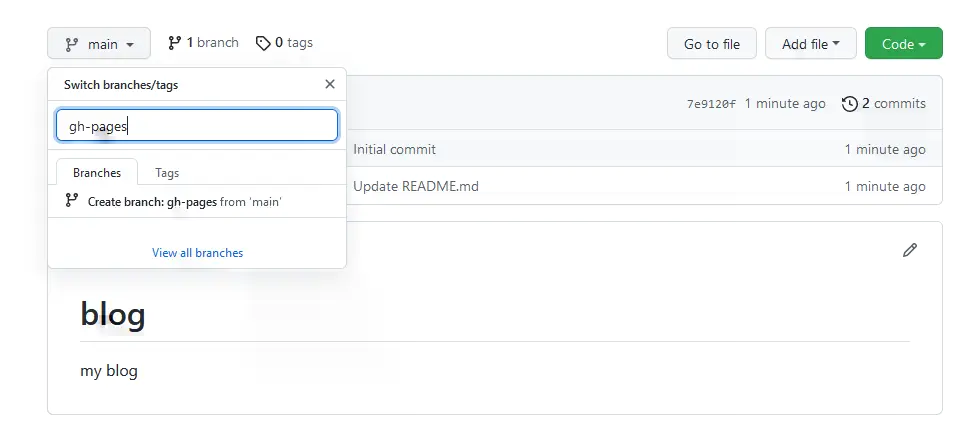 main 1 branch 0 tags Go to file Add file Code
Switch branches/tags
gh-pages
7e9120f 1 minute ago 2 commits
Initial commit 1 minute ago
Branches Tags
Update README.md 1 minute ago
Create branch: gh-pages from 'main'
View all branches
blog
my blog